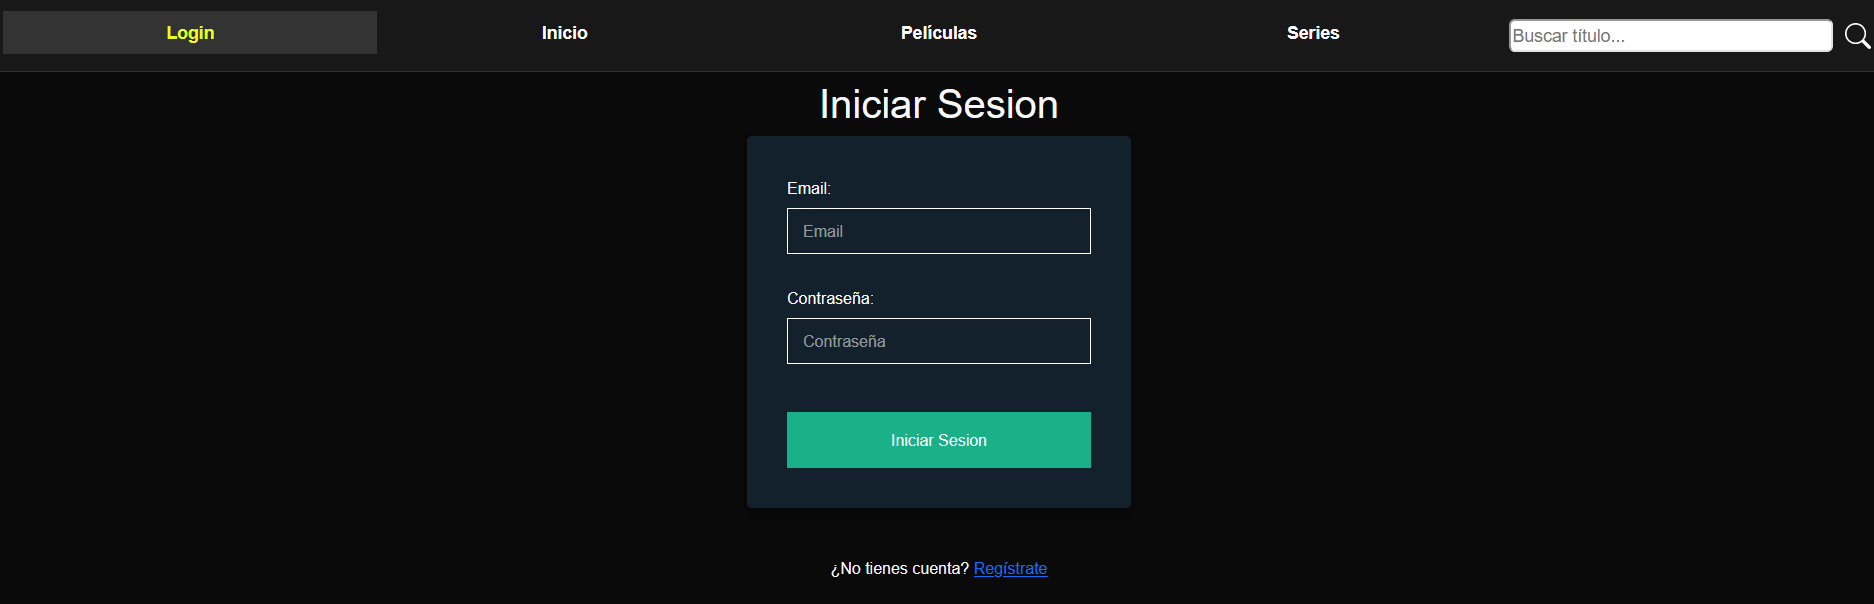 Login Inicio Películas Series Buscar título...
Iniciar Sesion
Email:
Email
Contraseña:
Contraseña
Iniciar Sesion
¿No tienes cuenta? Regístrate